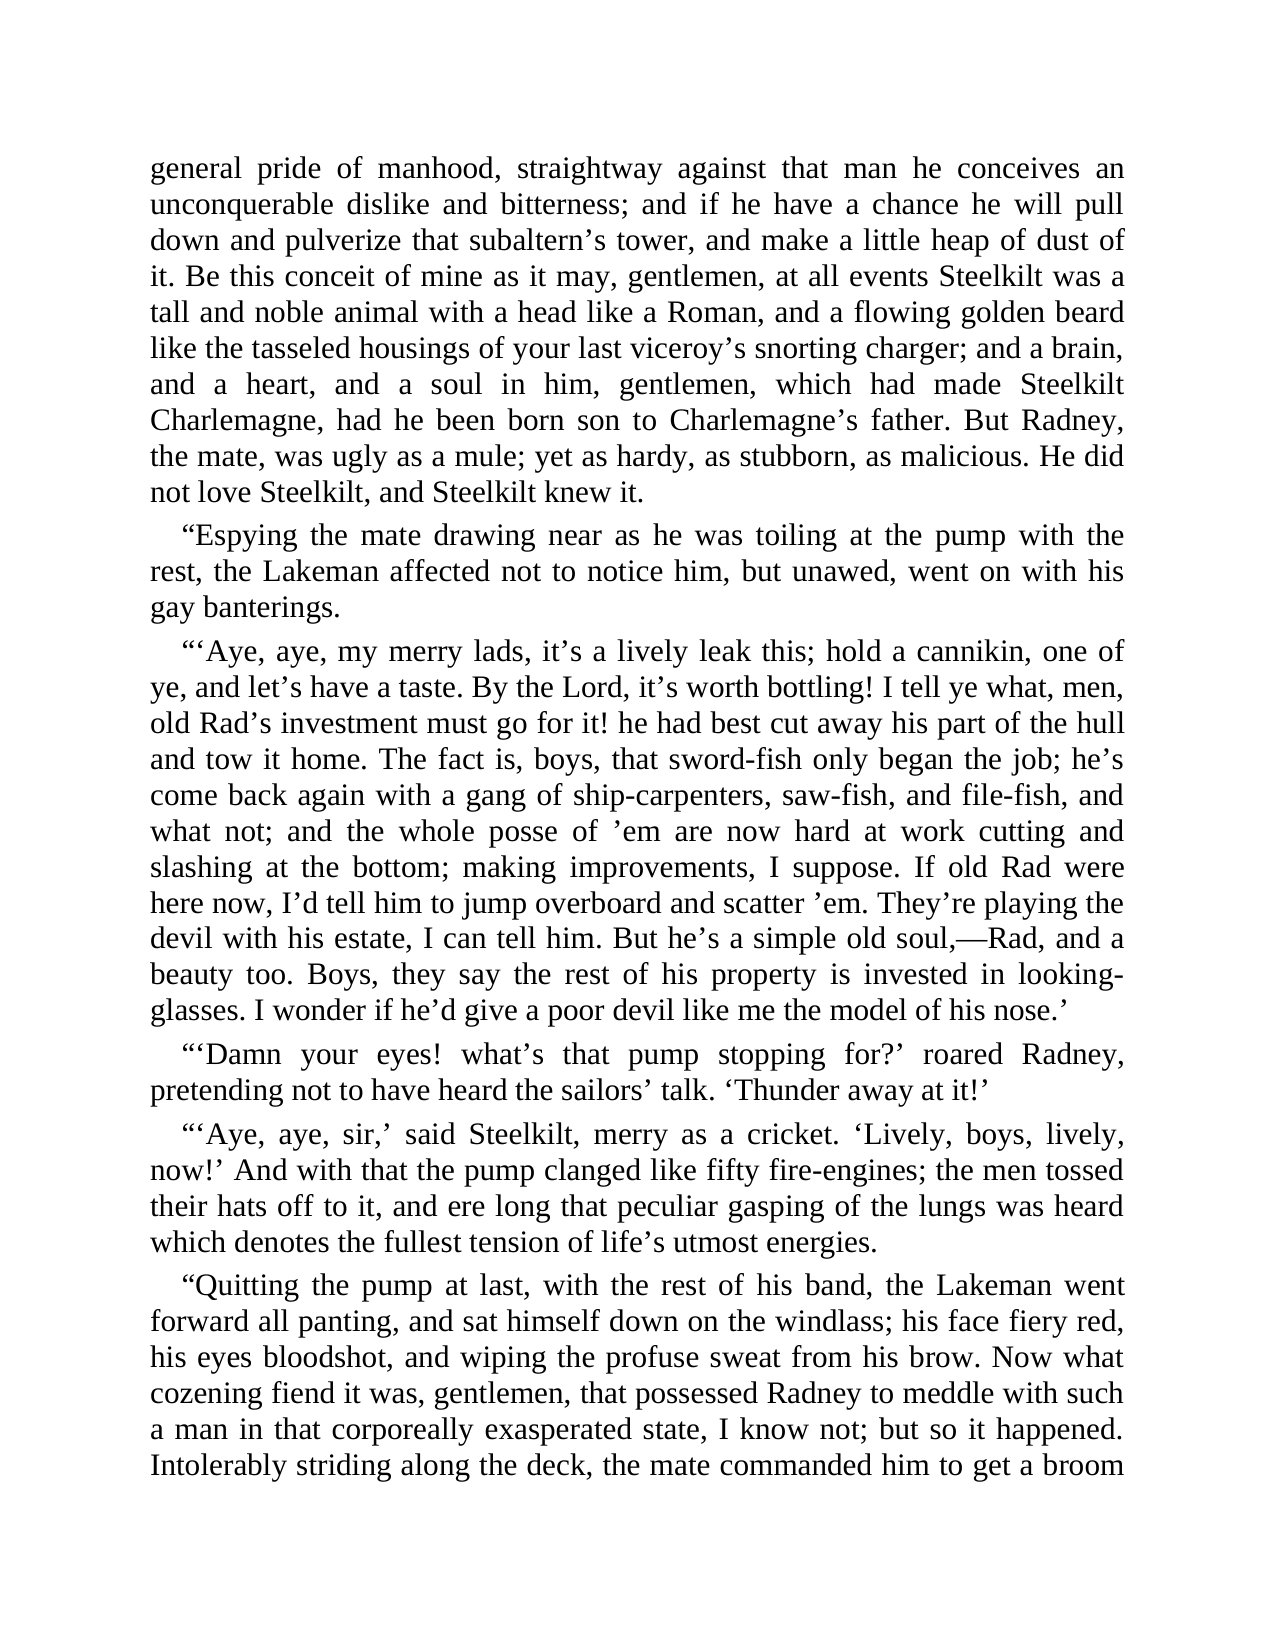 general pride of manhood, straightway against that man he conceives an
unconquerable dislike and bitterness; and if he have a chance he will pull
down and pulverize that subaltern’s tower, and make a little heap of dust of
it. Be this conceit of mine as it may, gentlemen, at all events Steelkilt was a
tall and noble animal with a head like a Roman, and a flowing golden beard
like the tasseled housings of your last viceroy’s snorting charger; and a brain,
and a heart, and a soul in him, gentlemen, which had made Steelkilt
Charlemagne, had he been born son to Charlemagne’s father. But Radney,
the mate, was ugly as a mule; yet as hardy, as stubborn, as malicious. He did
not love Steelkilt, and Steelkilt knew it.
“Espying the mate drawing near as he was toiling at the pump with the
rest, the Lakeman affected not to notice him, but unawed, went on with his
gay banterings.
“‘Aye, aye, my merry lads, it’s a lively leak this; hold a cannikin, one of
ye, and let’s have a taste. By the Lord, it’s worth bottling! I tell ye what, men,
old Rad’s investment must go for it! he had best cut away his part of the hull
and tow it home. The fact is, boys, that sword-fish only began the job; he’s
come back again with a gang of ship-carpenters, saw-fish, and file-fish, and
what not; and the whole posse of ’em are now hard at work cutting and
slashing at the bottom; making improvements, I suppose. If old Rad were
here now, I’d tell him to jump overboard and scatter ’em. They’re playing the
devil with his estate, I can tell him. But he’s a simple old soul,—Rad, and a
beauty too. Boys, they say the rest of his property is invested in looking-
glasses. I wonder if he’d give a poor devil like me the model of his nose.’
“‘Damn your eyes! what’s that pump stopping for?’ roared Radney,
pretending not to have heard the sailors’ talk. ‘Thunder away at it!’
“‘Aye, aye, sir,’ said Steelkilt, merry as a cricket. ‘Lively, boys, lively,
now!’ And with that the pump clanged like fifty fire-engines; the men tossed
their hats off to it, and ere long that peculiar gasping of the lungs was heard
which denotes the fullest tension of life’s utmost energies.
“Quitting the pump at last, with the rest of his band, the Lakeman went
forward all panting, and sat himself down on the windlass; his face fiery red,
his eyes bloodshot, and wiping the profuse sweat from his brow. Now what
cozening fiend it was, gentlemen, that possessed Radney to meddle with such
a man in that corporeally exasperated state, I know not; but so it happened.
Intolerably striding along the deck, the mate commanded him to get a broom